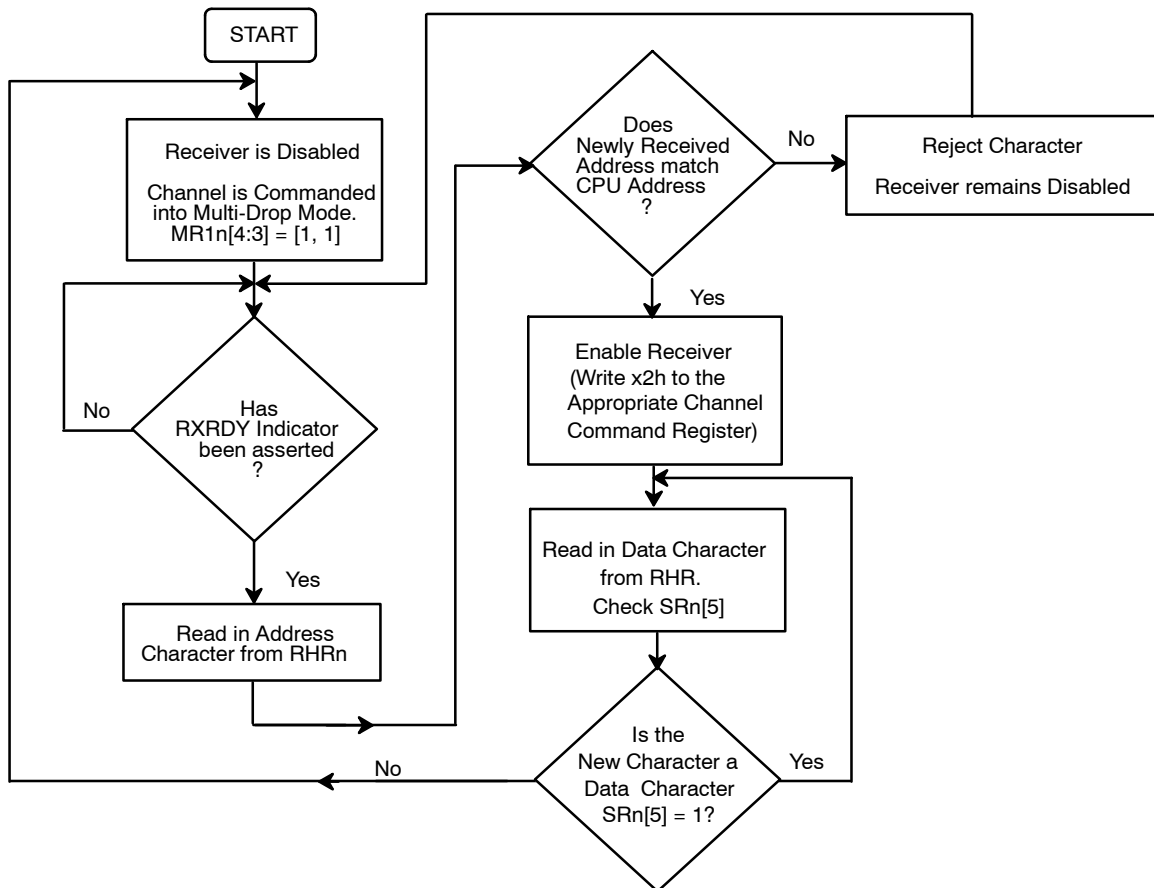 START
Receiver is Disabled
Channel is Commanded
into Multi-Drop Mode.
MR1n[4:3] = [1, 1]
No
Has
RXRDY Indicator
been asserted
?
Yes
Read in Address
Character from RHRn
Does
Newly Received
Address match
CPU Address
?
No
Reject Character
Receiver remains Disabled
Yes
Enable Receiver
(Write x2h to the
Appropriate Channel
Command Register)
Read in Data Character
from RHR.
Check SRn[5]
Is the
New Character a
Data Character
SRn[5] = 1?
Yes
No